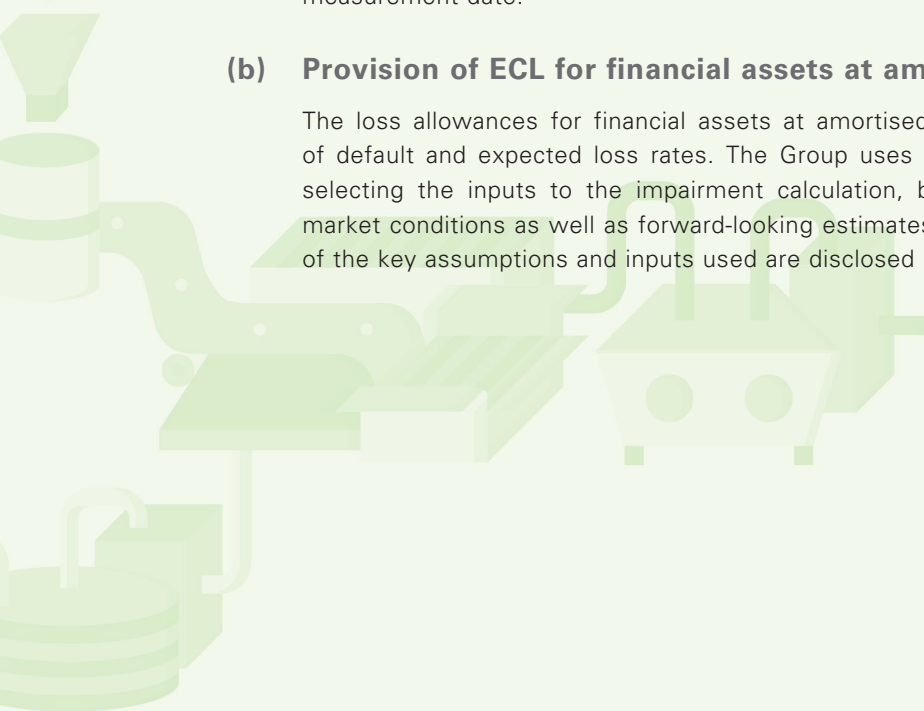 measurement date.
(b) Provision of ECL for financial assets at am
The loss allowances for financial assets at amortised
of default and expected loss rates. The Group uses
selecting the inputs to the impairment calculation, b
market conditions as well as forward-looking estimates
of the key assumptions and inputs used are disclosed